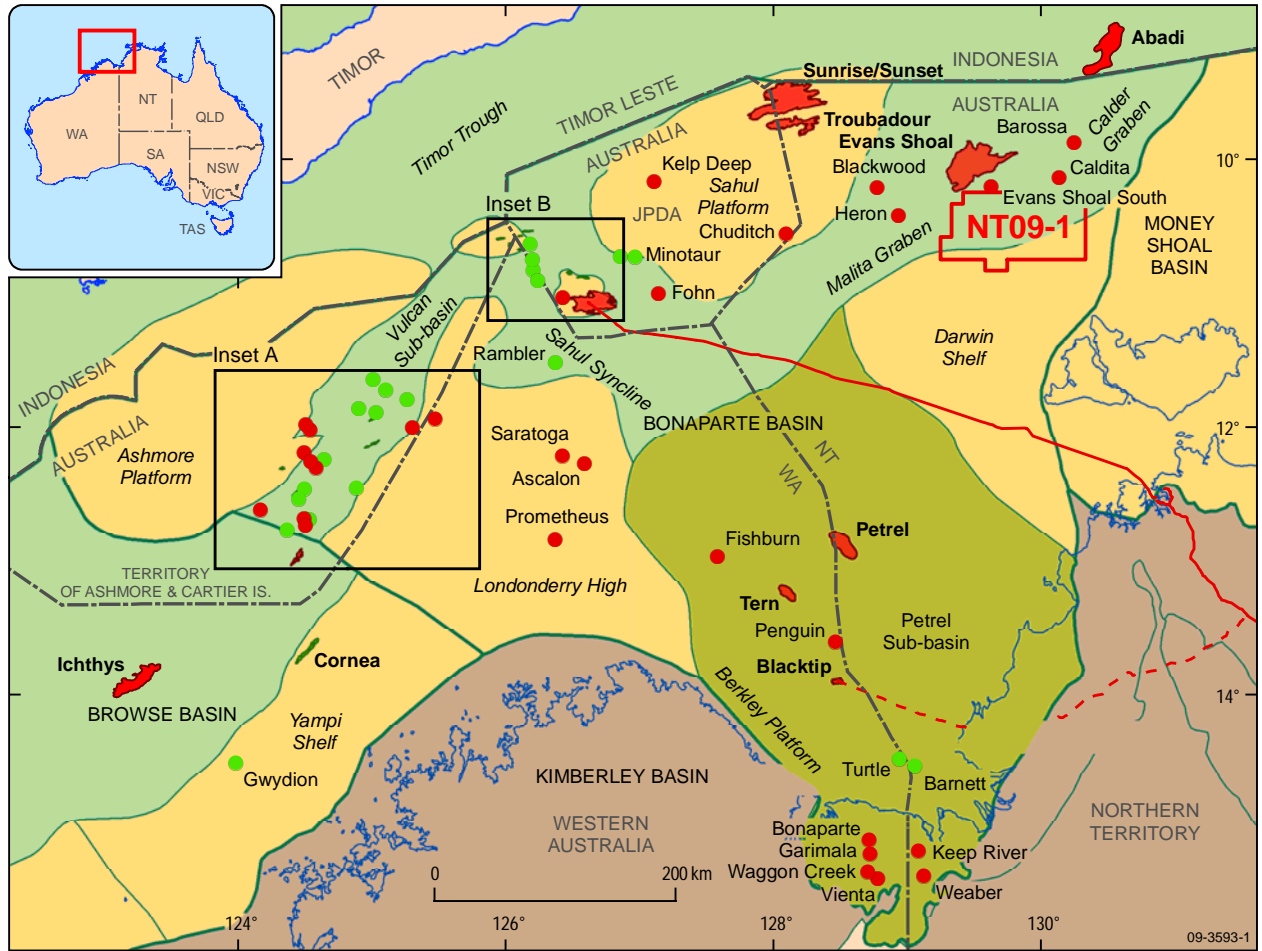 NT
QLD
WA
SA
NSW
VIC
TAS
TIMOR
Timor Trough
TIMOR LESTE
AUSTRALIA
INDONESIA
Abadi
Sunrise/Sunset
AUSTRALIA
Troubadour
Evans Shoal
Barossa
Calder
Graben
10°
Kelp Deep
Sahul
Platform
JPDA
Chuditch
Blackwood
Heron
Caldita
Evans Shoal South
NT09-1
MONEY
SHOAL
BASIN
Inset B
Minotaur
Fohn
Malita Graben
Vulcan
Sub-basin
Rambler
Sahul Syncline
Darwin
Shelf
Inset A
INDONESIA
AUSTRALIA
Ashmore
Platform
BONAPARTE BASIN
12°
Saratoga
Ascalon
NT
WA
Prometheus
Petrel
Fishburn
Londonderry High
TERRITORY
OF ASHMORE & CARTIER IS.
Tern
Penguin
Petrel
Sub-basin
Ichthys
Cornea
Blacktip
14°
BROWSE BASIN
Yampi
Shelf
Berkley Platform
Gwydion
KIMBERLEY BASIN
Turtle
Barnett
WESTERN
AUSTRALIA
NORTHERN
TERRITORY
Bonaparte
Garimala
Waggon Creek
Vienta
Keep River
Weaber
0
200 km
124°
126°
128°
130°
09-3593-1